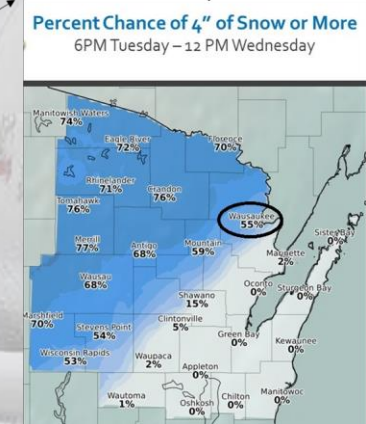 Percent Chance of 4" of Snow or More
6PM Tuesday – 12 PM Wednesday
Manitowish Waters
74%
Eagle River
72%
Florence
70%
Rhinelander
71%
Crandon
76%
Tomahawk
76%
Wausaukee
55%
Merrill
77%
Antigo
68%
Mountain
59%
Sister Bay
0%
Marinette
2%
Wausau
68%
Oconto
0%
Sturgeon Bay
0%
Shawano
15%
Marshfield
70%
Clintonville
5%
Stevens Point
54%
Green Bay
0%
Kewaunee
0%
Wisconsin Rapids
53%
Waupaca
2%
Appleton
0%
Wautoma
1%
Oshkosh
0%
Chilton
0%
Manitowoc
0%